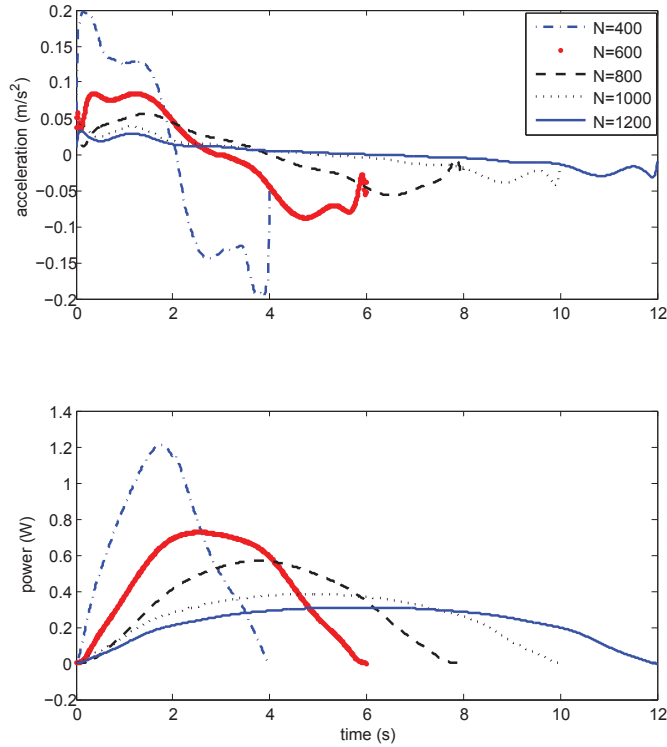 0.2
0.15
0.1
0.05
0
−0.05
−0.1
−0.15
−0.2
acceleration (m/s²)
0 2 4 6 8 10 12
N=400
N=600
N=800
N=1000
N=1200
1.4
1.2
1
0.8
0.6
0.4
0.2
0
−0.2
power (W)
0 2 4 6 8 10 12
time (s)